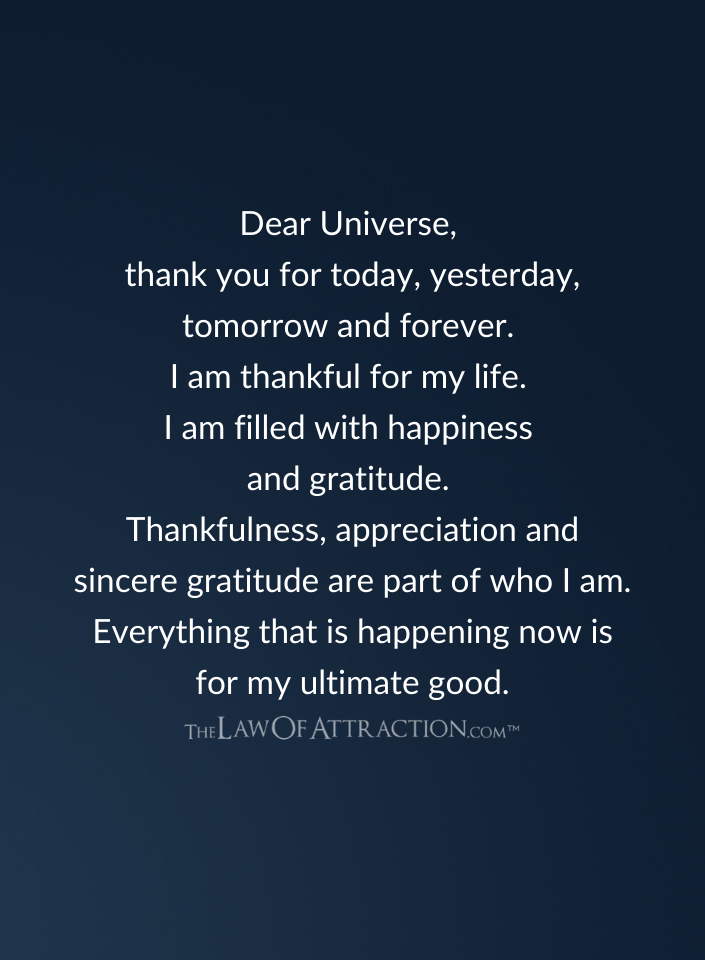 Dear Universe,
thank you for today, yesterday,
tomorrow and forever.
I am thankful for my life.
I am filled with happiness
and gratitude.
Thankfulness, appreciation and
sincere gratitude are part of who I am.
Everything that is happening now is
for my ultimate good.
THELAWOFATTRACTION.COM™